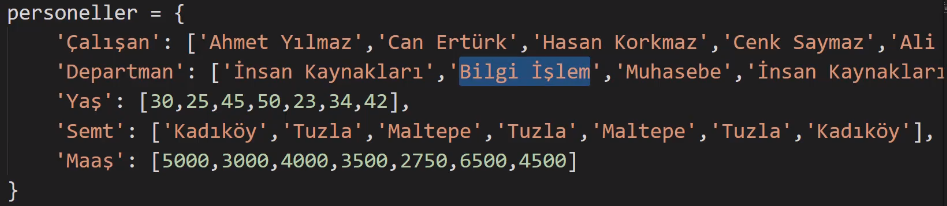 personeller = {
    'Çalışan': ['Ahmet Yılmaz','Can Ertürk','Hasan Korkmaz','Cenk Saymaz','Ali
    'Departman': ['İnsan Kaynakları','Bilgi İşlem','Muhasebe','İnsan Kaynakları
    'Yaş': [30,25,45,50,23,34,42],
    'Semt': ['Kadıköy','Tuzla','Maltepe','Tuzla','Maltepe','Tuzla','Kadıköy'],
    'Maaş': [5000,3000,4000,3500,2750,6500,4500]
}